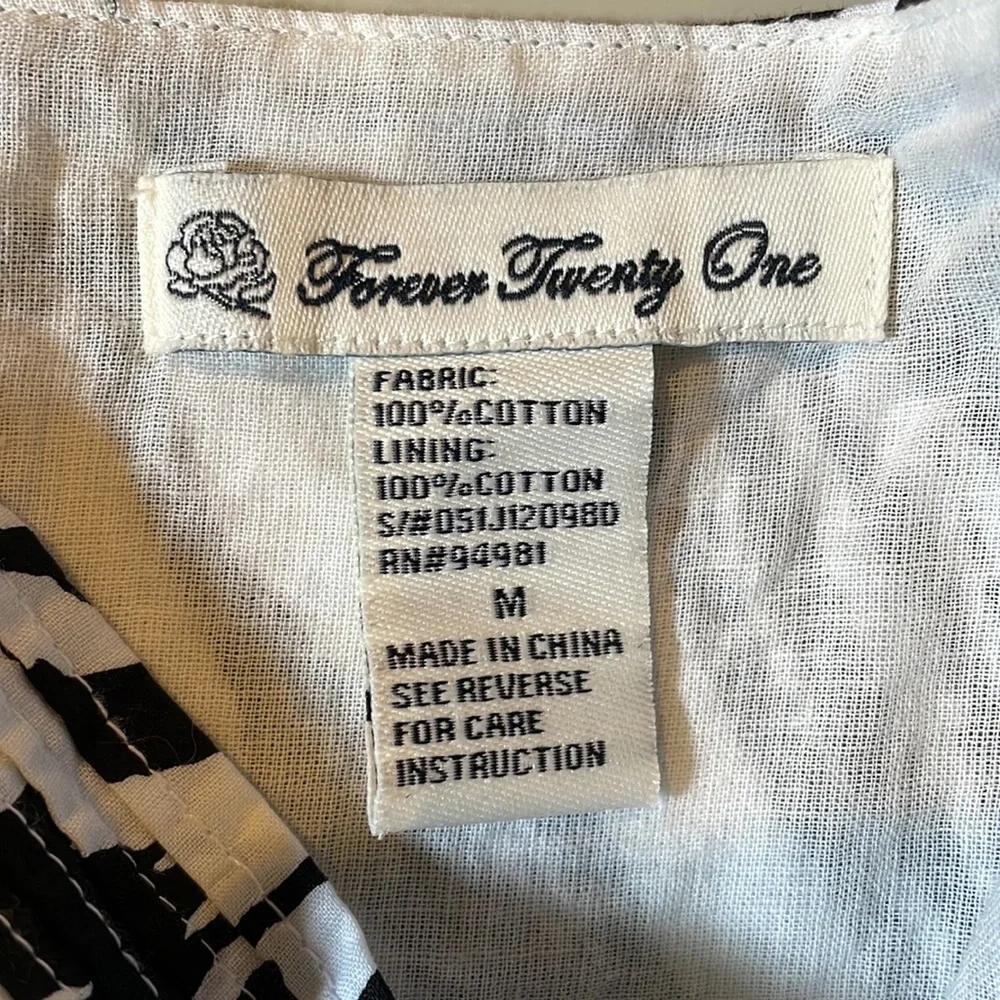 Forever Twenty One
FABRIC:
100%COTTON
LINING:
100%COTTON
S/#051J12098D
RN#94981
M
MADE IN CHINA
SEE REVERSE
FOR CARE
INSTRUCTION